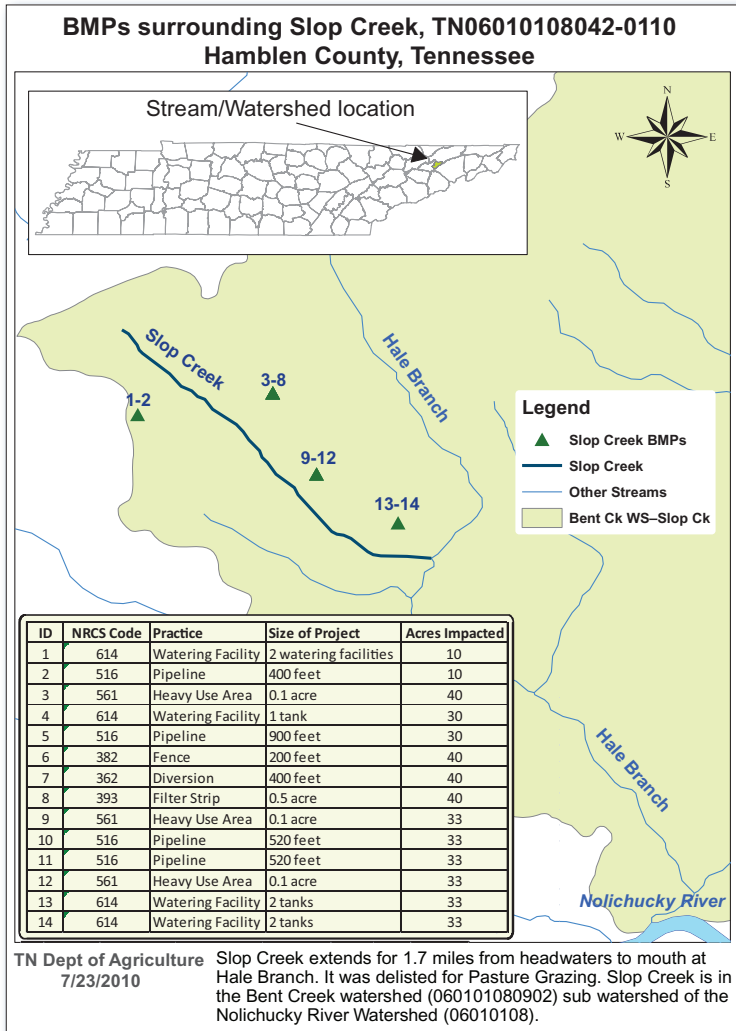 BMPs surrounding Slop Creek, TN06010108042-0110
Hamblen County, Tennessee
Stream/Watershed location
N
W
E
S
Slop Creek
Hale Branch
1-2
3-8
9-12
13-14
Legend
Slop Creek BMPs
Slop Creek
Other Streams
Bent Ck WS–Slop Ck
ID NRCS Code Practice Size of Project Acres Impacted
1 614 Watering Facility 2 watering facilities 10
2 516 Pipeline 400 feet 10
3 561 Heavy Use Area 0.1 acre 40
4 614 Watering Facility 1 tank 30
5 516 Pipeline 900 feet 30
6 382 Fence 200 feet 40
7 362 Diversion 400 feet 40
8 393 Filter Strip 0.5 acre 40
9 561 Heavy Use Area 0.1 acre 33
10 516 Pipeline 520 feet 33
11 516 Pipeline 520 feet 33
12 561 Heavy Use Area 0.1 acre 33
13 614 Watering Facility 2 tanks 33
14 614 Watering Facility 2 tanks 33
Hale Branch
Nolichucky River
TN Dept of Agriculture
7/23/2010
Slop Creek extends for 1.7 miles from headwaters to mouth at
Hale Branch. It was delisted for Pasture Grazing. Slop Creek is in
the Bent Creek watershed (060101080902) sub watershed of the
Nolichucky River Watershed (06010108).